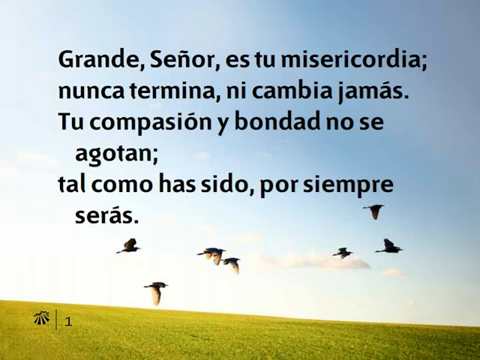 Grande, Señor, es tu misericordia;
nunca termina, ni cambia jamás.
Tu compasión y bondad no se
agotan;
tal como has sido, por siempre
serás.
1